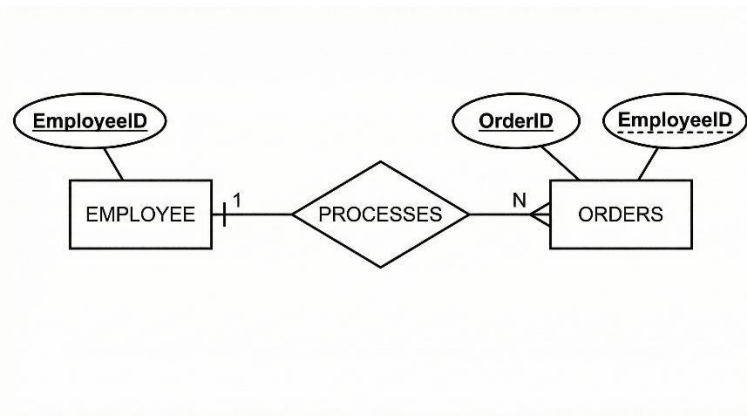 EmployeeID
OrderID
EmployeeID
EMPLOYEE
1
PROCESSES
N
ORDERS